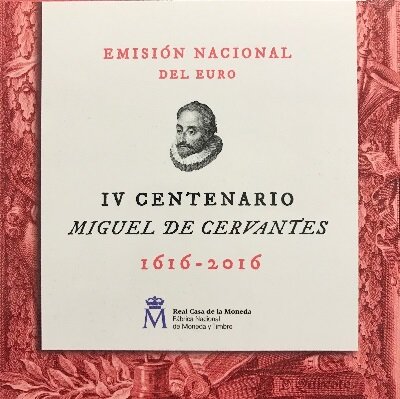 EMISIÓN NACIONAL
DEL EURO
IV CENTENARIO
MIGUEL DE CERVANTES
1616-2016
M
Real Casa de la Moneda
Fábrica Nacional
de Moneda y Timbre